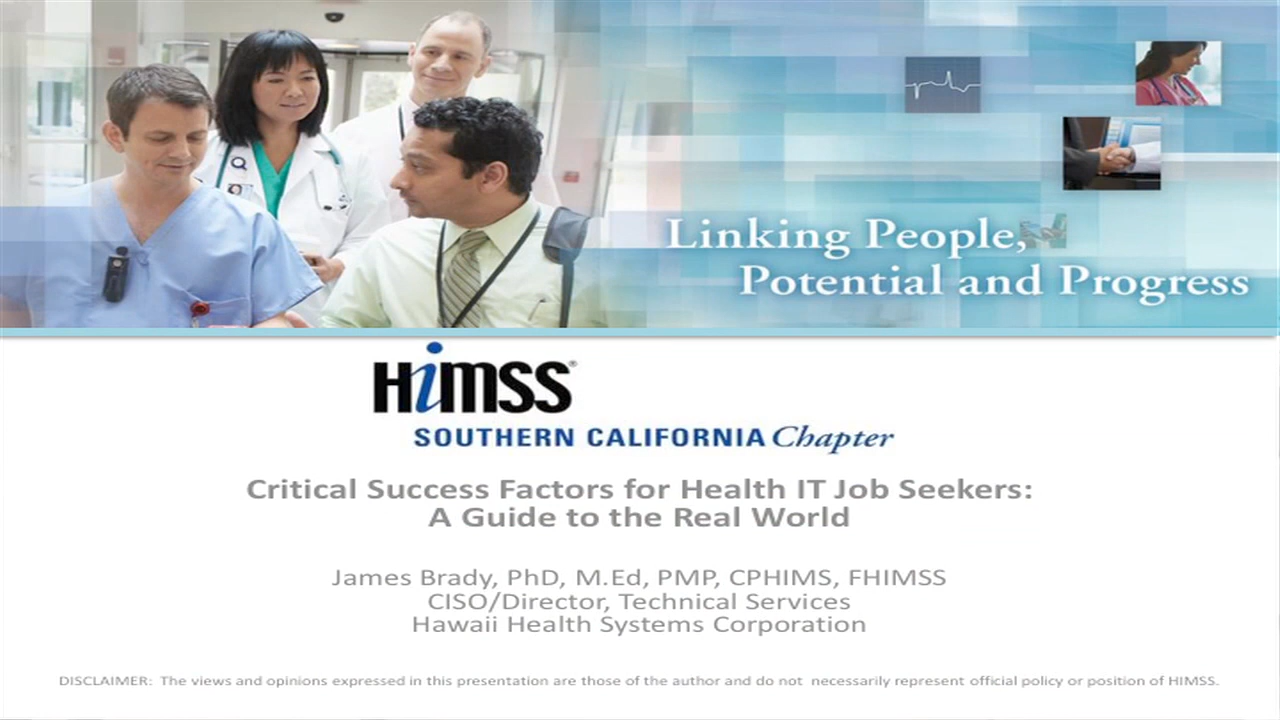 Linking People,
Potential and Progress
HiMSS®
SOUTHERN CALIFORNIA Chapter
Critical Success Factors for Health IT Job Seekers:
A Guide to the Real World
James Brady, PhD, M.Ed, PMP, CPHIMS, FHIMSS
CISO/Director, Technical Services
Hawaii Health Systems Corporation
DISCLAIMER: The views and opinions expressed in this presentation are those of the author and do not necessarily represent official policy or position of HIMSS.